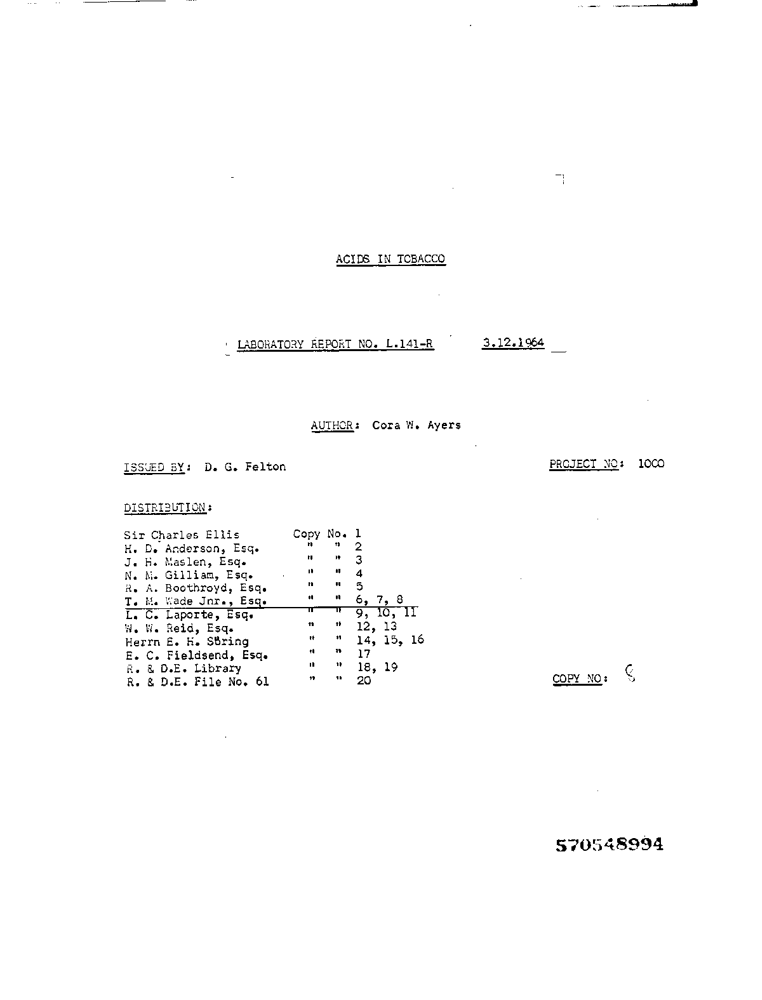 ACIDS IN TOBACCO
LABORATORY REPORT NO. L.141-R 3.12.1964
AUTHOR: Cora W. Ayers
ISSUED BY: D. G. Felton PROJECT NO: 1000
DISTRIBUTION:
Sir Charles Ellis Copy No. 1
H. D. Anderson, Esq. " " 2
J. H. Maslen, Esq. " " 3
N. M. Gilliam, Esq. " " 4
R. A. Boothroyd, Esq. " " 5
T. M. Wade Jnr., Esq. " " 6, 7, 8
L. C. Laporte, Esq. " " 9, 10, 11
W. W. Reid, Esq. " " 12, 13
Herrn E. H. Säring " " 14, 15, 16
E. C. Fieldsend, Esq. " " 17
R. & D.E. Library " " 18, 19
R. & D.E. File No. 61 " " 20
COPY NO: 8
570548994